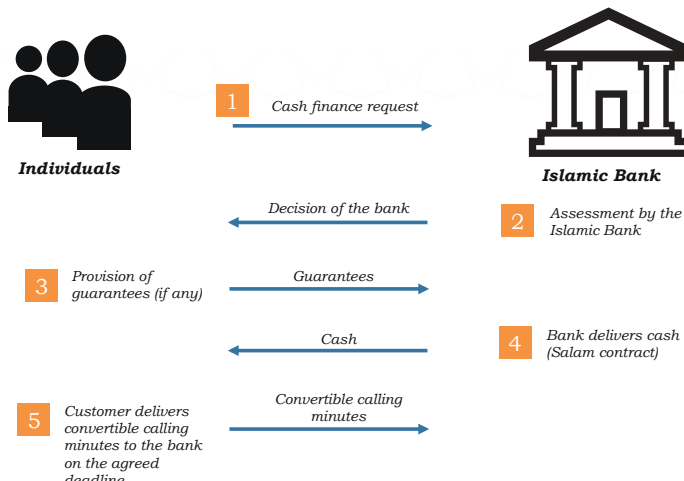 1
Cash finance request
Individuals
Islamic Bank
Decision of the bank
2
Assessment by the
Islamic Bank
3
Provision of
guarantees (if any)
Guarantees
Cash
4
Bank delivers cash
(Salam contract)
5
Customer delivers
convertible calling
minutes to the bank
on the agreed
deadline
Convertible calling
minutes